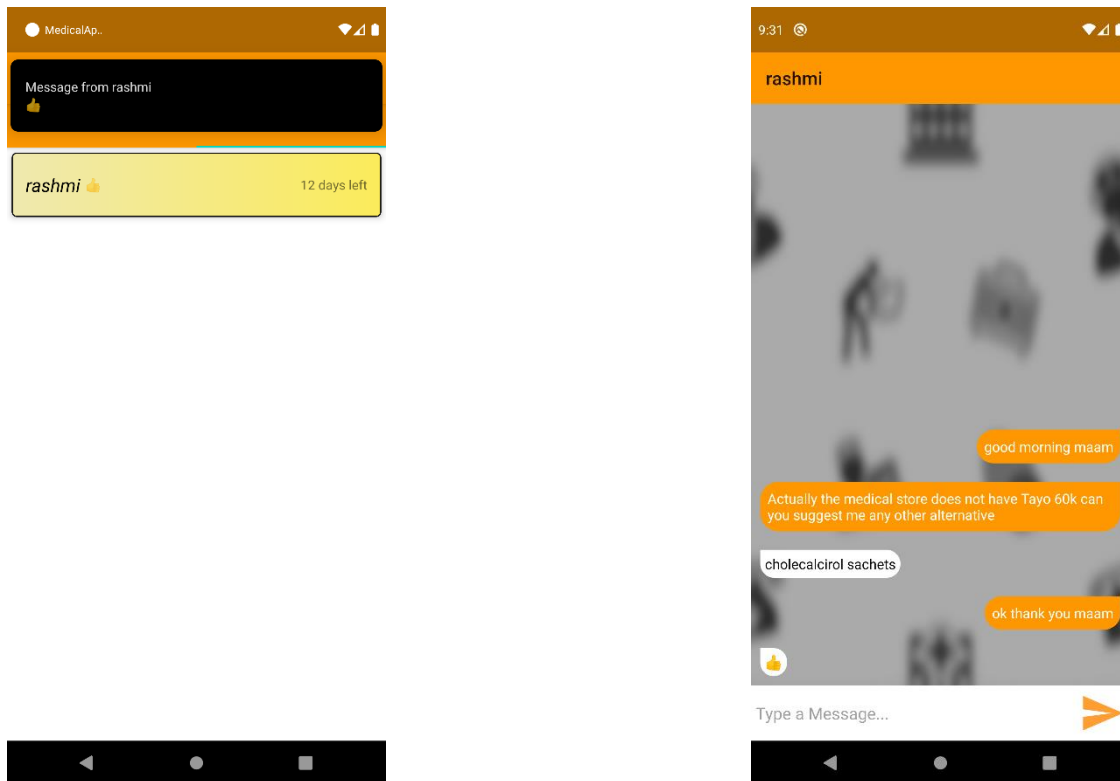 MedicalAp..
Message from rashmi
👍
rashmi 👍
12 days left
9:31
rashmi
good morning maam
Actually the medical store does not have Tayo 60k can
you suggest me any other alternative
cholecalcirol sachets
ok thank you maam
👍
Type a Message...